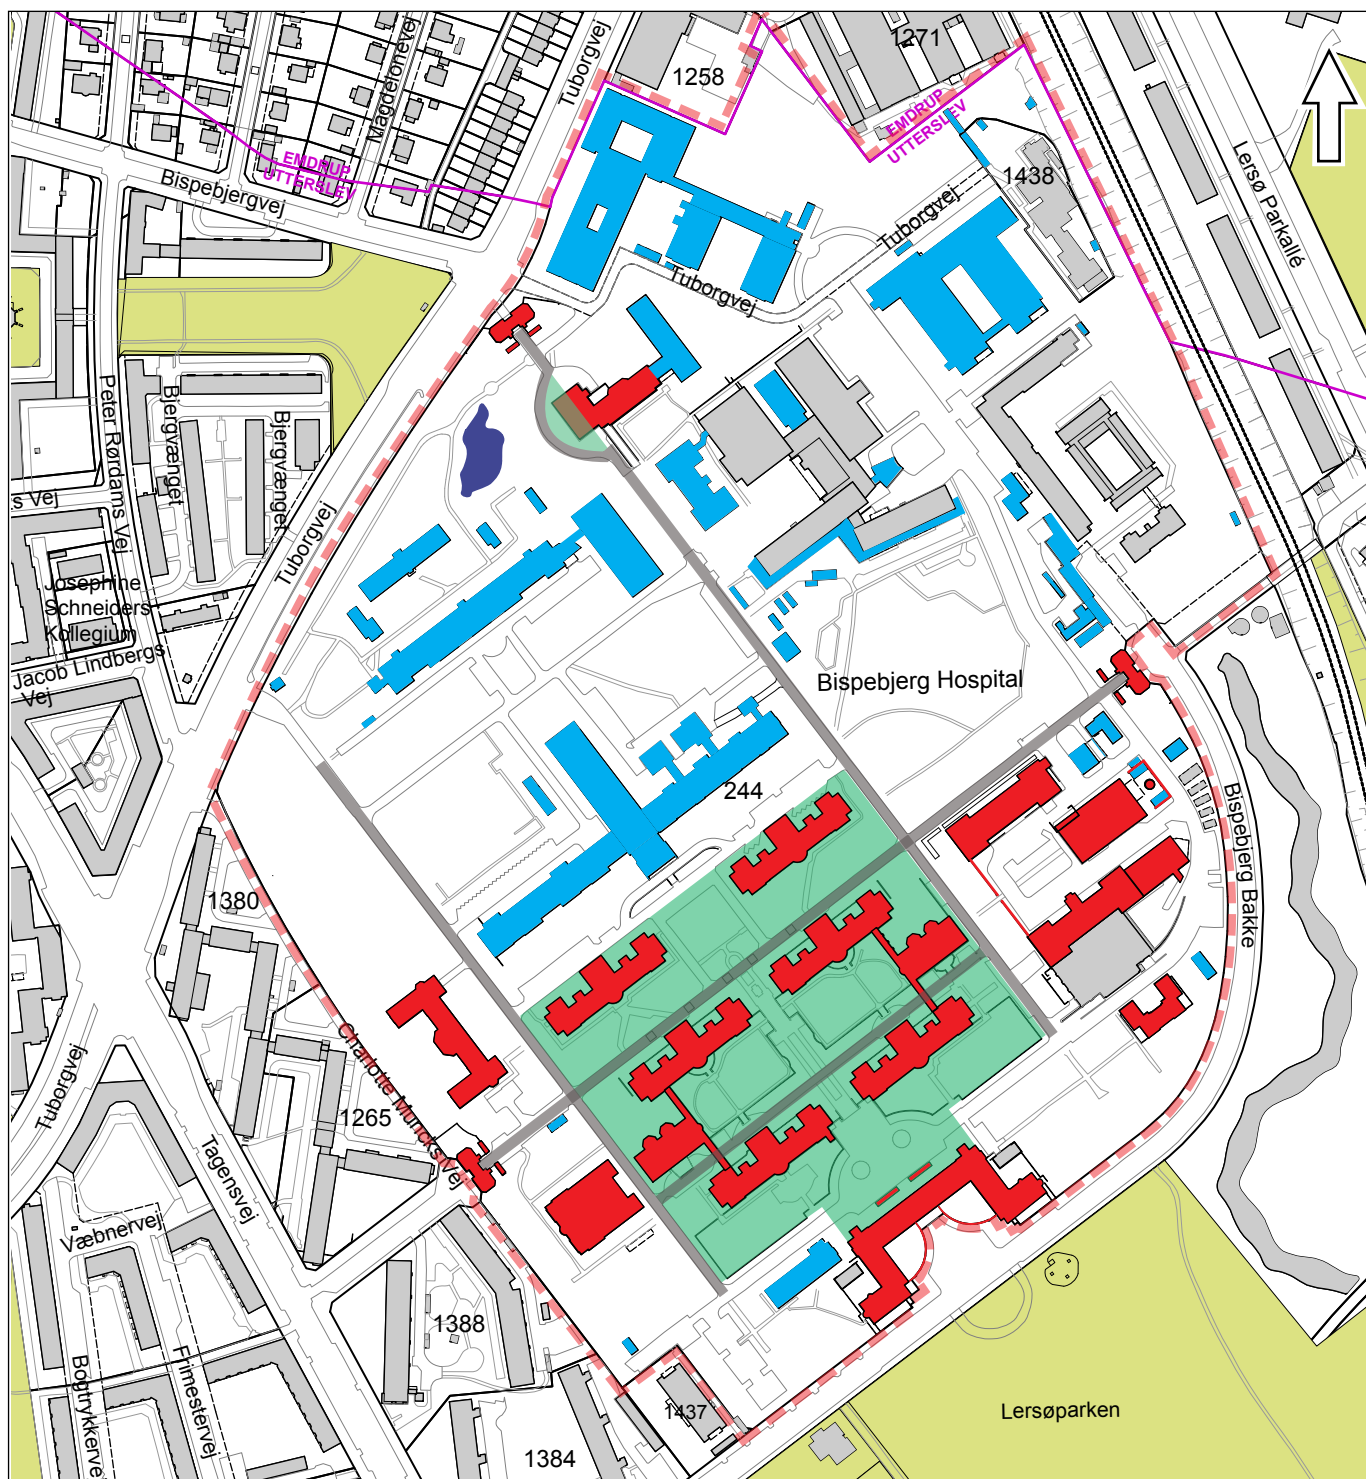 1271
1258
Tuborgvej
Magdelonevej
EMDRUP
UTTERSLEV
EMDRUP
UTTERSLEV
Bispebjergvej
1438
Lersø Parkallé
Tuborgvej
Tuborgvej
Peter Rørdams Vej
Bjergvænget
Bjergvænget
s Vej
Tuborgvej
Josephine
Schneiders
Kollegium
Jacob Lindbergs
Vej
Bispebjerg Hospital
244
Bispebjerg Bakke
1380
Charlotte Muncks Vej
Tuborgvej
1265
Tagensvej
Væbnervej
1388
Frimestervej
Bogtrykkervej
1437
Lersøparken
1384